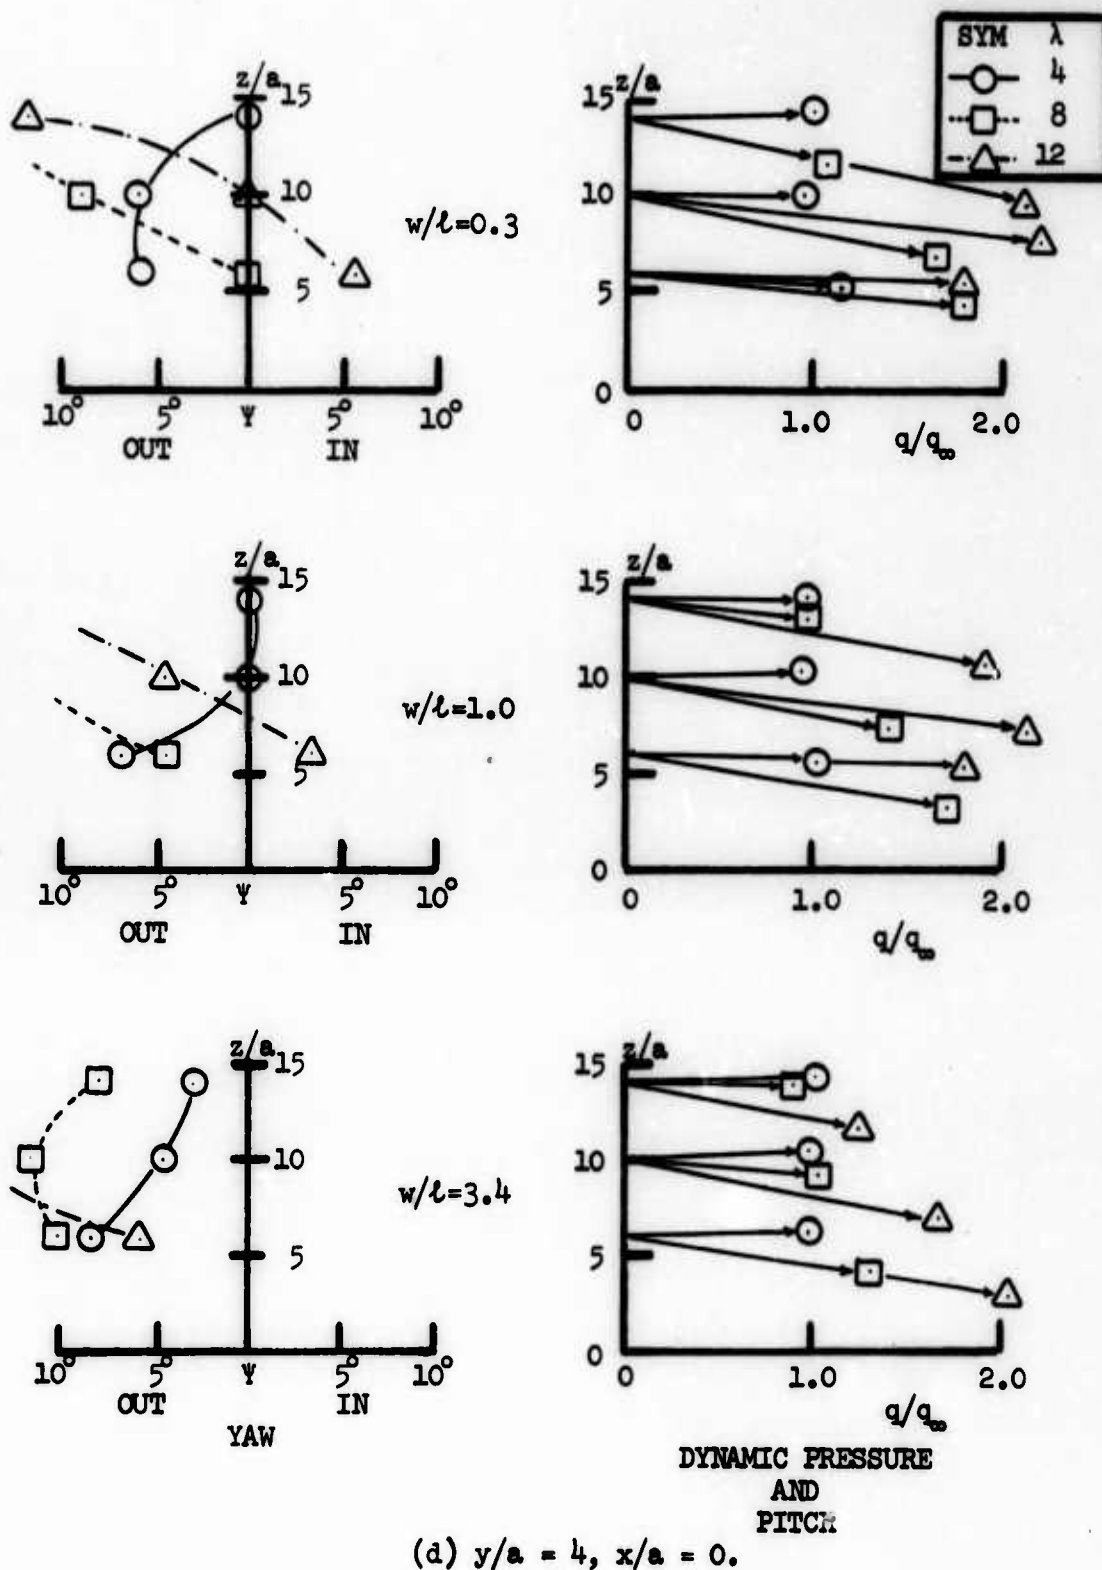 SYM λ
4
8
12
z/a
15
10
5
w/ℓ=0.3
10° 5° Ψ 5° 10°
OUT IN
z/a
15
10
5
0
0 1.0 2.0
q/q∞
z/a
15
10
5
w/ℓ=1.0
10° 5° Ψ 5° 10°
OUT IN
z/a
15
10
5
0
0 1.0 2.0
q/q∞
z/a
15
10
5
w/ℓ=3.4
10° 5° Ψ 5° 10°
OUT IN
YAW
z/a
15
10
5
0
0 1.0 2.0
q/q∞
DYNAMIC PRESSURE
AND
PITCH
(d) y/a = 4, x/a = 0.